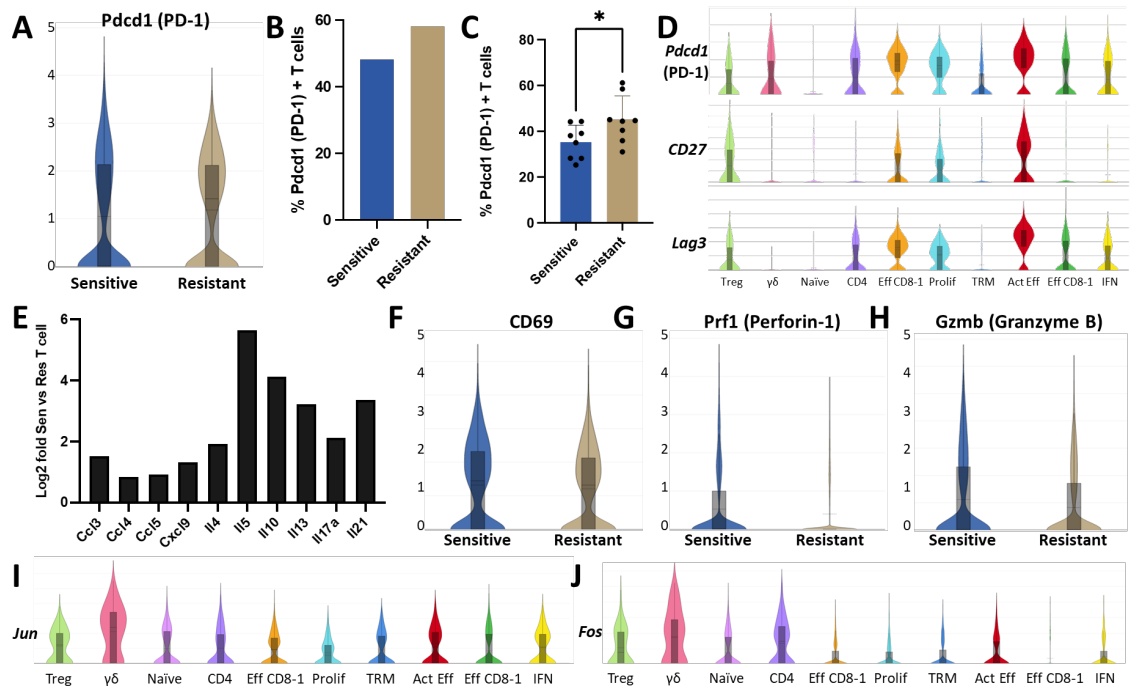 A
Pdcd1 (PD-1)
5
4
3
2
1
0
Sensitive
Resistant
B
% Pdcd1 (PD-1) + T cells
60
40
20
0
Sensitive
Resistant
C
*
% Pdcd1 (PD-1) + T cells
80
60
40
20
0
Sensitive
Resistant
D
Pdcd1
(PD-1)
CD27
Lag3
Treg γδ Naïve CD4 Eff CD8-1 Prolif TRM Act Eff Eff CD8-1 IFN
E
Log2 fold Sen vs Res T cell
6
4
2
0
Ccl3 Ccl4 Ccl5 Cxcl9 Il4 Il5 Il10 Il13 Il17a Il21
F
CD69
5
4
3
2
1
0
Sensitive
Resistant
G
Prf1 (Perforin-1)
5
4
3
2
1
0
Sensitive
Resistant
H
Gzmb (Granzyme B)
5
4
3
2
1
0
Sensitive
Resistant
I
Jun
Treg γδ Naïve CD4 Eff CD8-1 Prolif TRM Act Eff Eff CD8-1 IFN
J
Fos
Treg γδ Naïve CD4 Eff CD8-1 Prolif TRM Act Eff Eff CD8-1 IFN